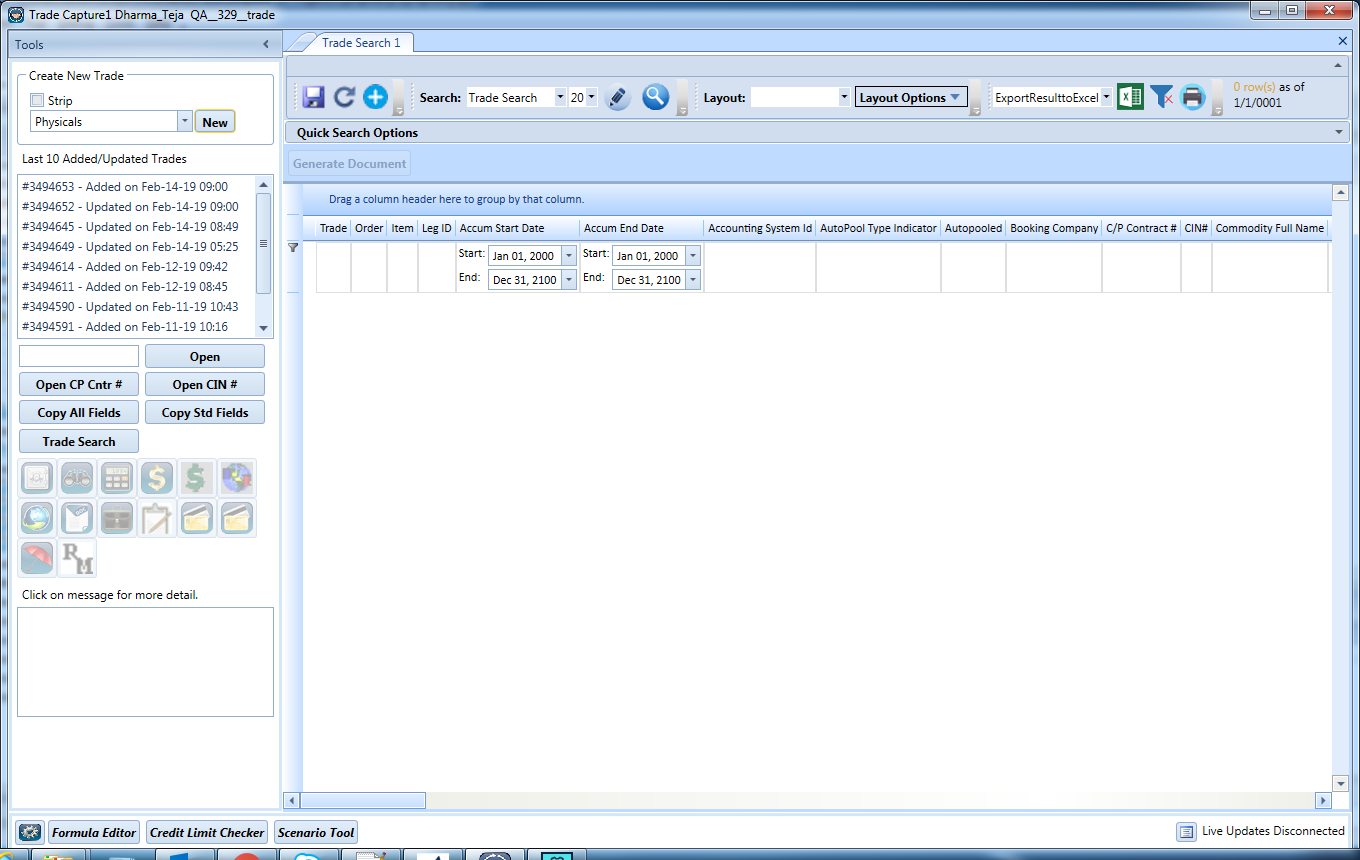 Trade Capture1 Dharma_Teja QA__329__trade
Tools
Create New Trade
Strip
Physicals
New
Last 10 Added/Updated Trades
#3494653 - Added on Feb-14-19 09:00
#3494652 - Updated on Feb-14-19 09:00
#3494645 - Updated on Feb-14-19 08:49
#3494649 - Updated on Feb-14-19 05:25
#3494614 - Added on Feb-12-19 09:42
#3494611 - Added on Feb-12-19 08:45
#3494590 - Updated on Feb-11-19 10:43
#3494591 - Added on Feb-11-19 10:16
Open
Open CP Cntr # Open CIN #
Copy All Fields Copy Std Fields
Trade Search
RM
Click on message for more detail.
Trade Search 1
Search: Trade Search 20 Layout: Layout Options ExportResulttoExcel 0 row(s) as of
1/1/0001
Quick Search Options
Generate Document
Drag a column header here to group by that column.
Trade Order Item Leg ID Accum Start Date Accum End Date Accounting System Id AutoPool Type Indicator Autopooled Booking Company C/P Contract # CIN# Commodity Full Name
Start: Jan 01, 2000 Start: Jan 01, 2000
End: Dec 31, 2100 End: Dec 31, 2100
Formula Editor Credit Limit Checker Scenario Tool Live Updates Disconnected